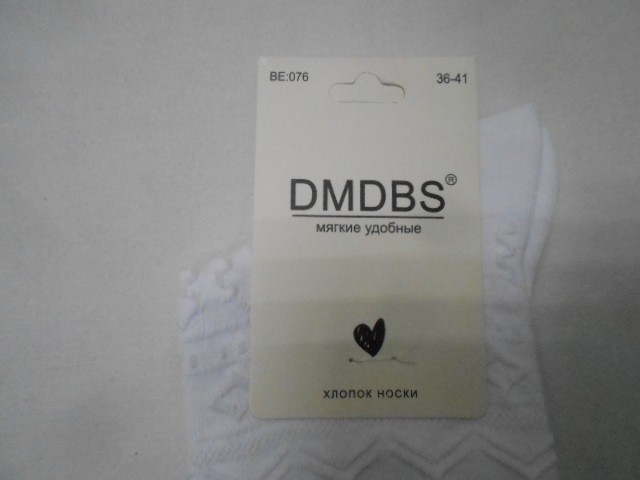 BE:076 36-41
DMDBS®
мягкие удобные
ХЛОПОК НОСКИ